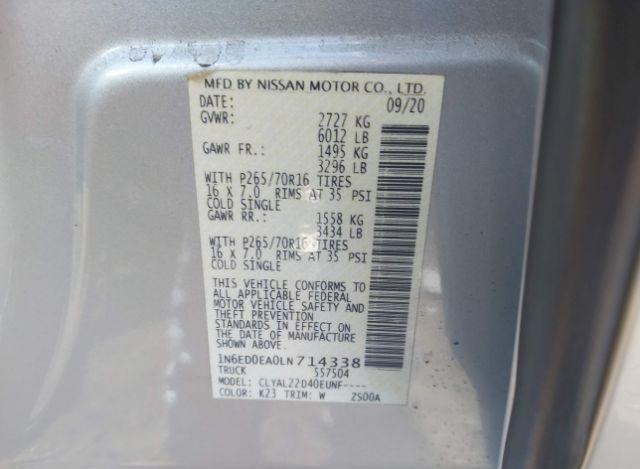 MFD BY NISSAN MOTOR CO., LTD.
DATE: 09/20
GVWR: 2727 KG
6012 LB
GAWR FR.: 1495 KG
3296 LB
WITH P265/70R16 TIRES
16 X 7.0 RIMS AT 35 PSI
COLD SINGLE
GAWR RR.: 1558 KG
3434 LB
WITH P265/70R16 TIRES
16 X 7.0 RIMS AT 35 PSI
COLD SINGLE
THIS VEHICLE CONFORMS TO
ALL APPLICABLE FEDERAL
MOTOR VEHICLE SAFETY AND
THEFT PREVENTION
STANDARDS IN EFFECT ON
THE DATE OF MANUFACTURE
SHOWN ABOVE.
1N6ED0EA0LN714338
TRUCK 557504
MODEL: CLYAL22D40EUNF----
COLOR: K23 TRIM: W ZS00A